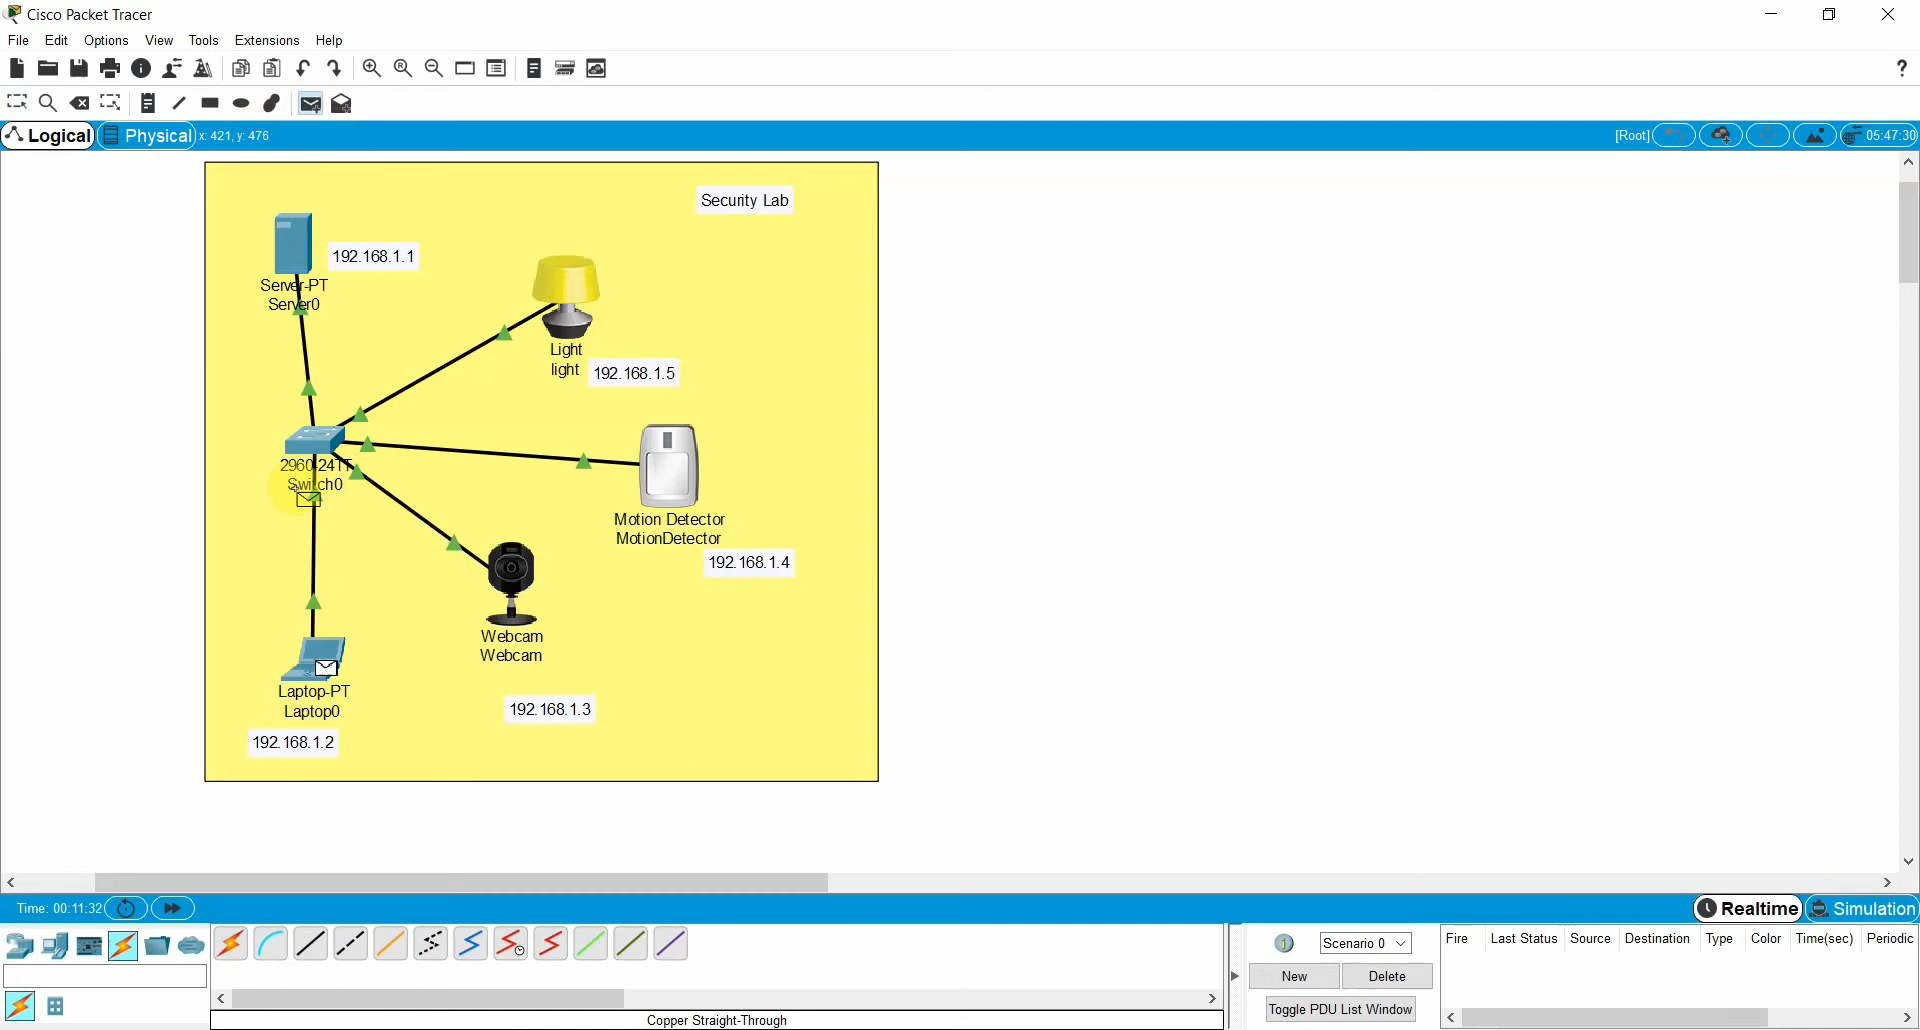 Cisco Packet Tracer
File Edit Options View Tools Extensions Help
?
Logical Physical x: 421, y: 476 [Root] 05:47:30
Security Lab
192.168.1.1
Server-PT
Server0
Light
light
192.168.1.5
2960-24TT
Switch0
Motion Detector
MotionDetector
192.168.1.4
Webcam
Webcam
Laptop-PT
Laptop0
192.168.1.3
192.168.1.2
Time: 00:11:32 Realtime Simulation
Scenario 0
New Delete
Toggle PDU List Window
Fire Last Status Source Destination Type Color Time(sec) Periodic
Copper Straight-Through